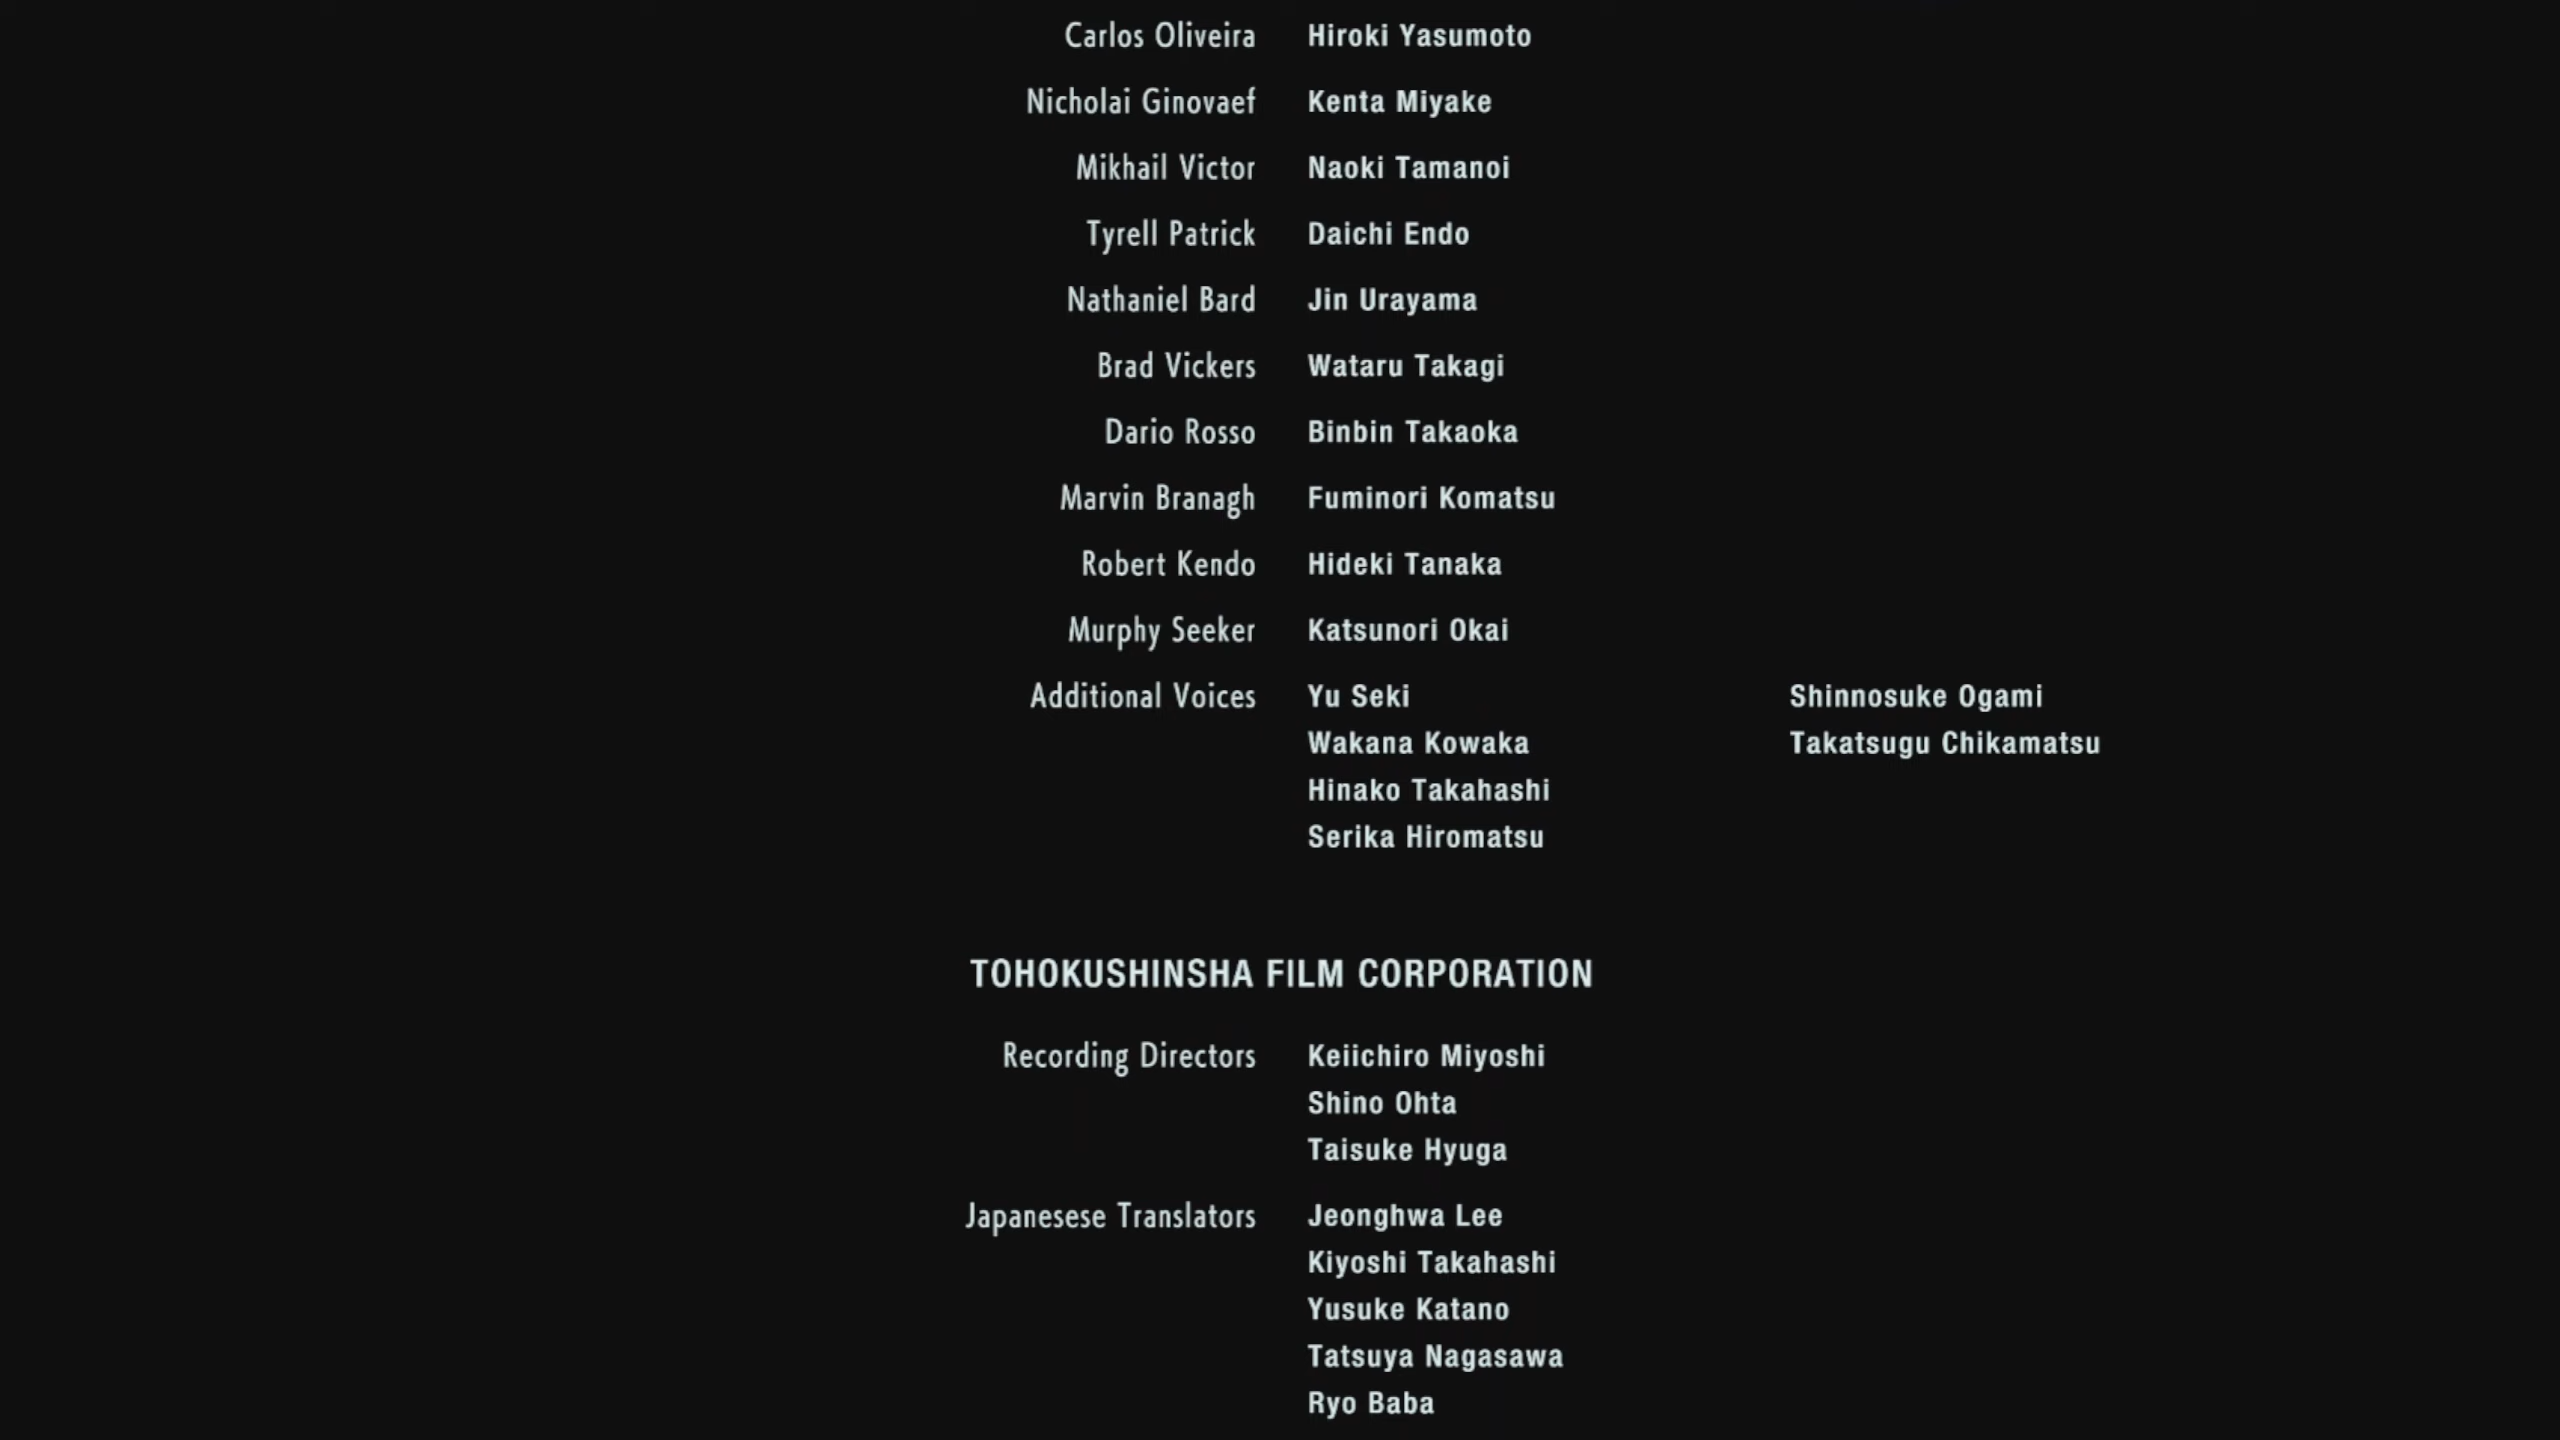 Carlos Oliveira Hiroki Yasumoto
Nicholai Ginovaef Kenta Miyake
Mikhail Victor Naoki Tamanoi
Tyrell Patrick Daichi Endo
Nathaniel Bard Jin Urayama
Brad Vickers Wataru Takagi
Dario Rosso Binbin Takaoka
Marvin Branagh Fuminori Komatsu
Robert Kendo Hideki Tanaka
Murphy Seeker Katsunori Okai
Additional Voices Yu Seki Shinnosuke Ogami
Wakana Kowaka Takatsugu Chikamatsu
Hinako Takahashi
Serika Hiromatsu
TOHOKUSHINSHA FILM CORPORATION
Recording Directors Keiichiro Miyoshi
Shino Ohta
Taisuke Hyuga
Japanesese Translators Jeonghwa Lee
Kiyoshi Takahashi
Yusuke Katano
Tatsuya Nagasawa
Ryo Baba